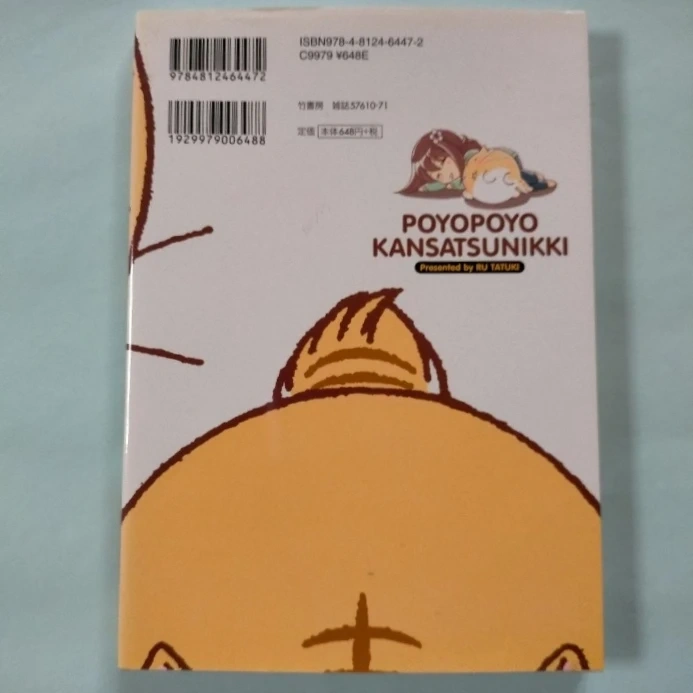 ISBN978-4-8124-6447-2
C9979 ¥648E
9784812464472
竹書房 雑誌57610-71
1929979006488
定価 本体648円+税
POYOPOYO
KANSATSUNIKKI
Presented by RU TATUKI